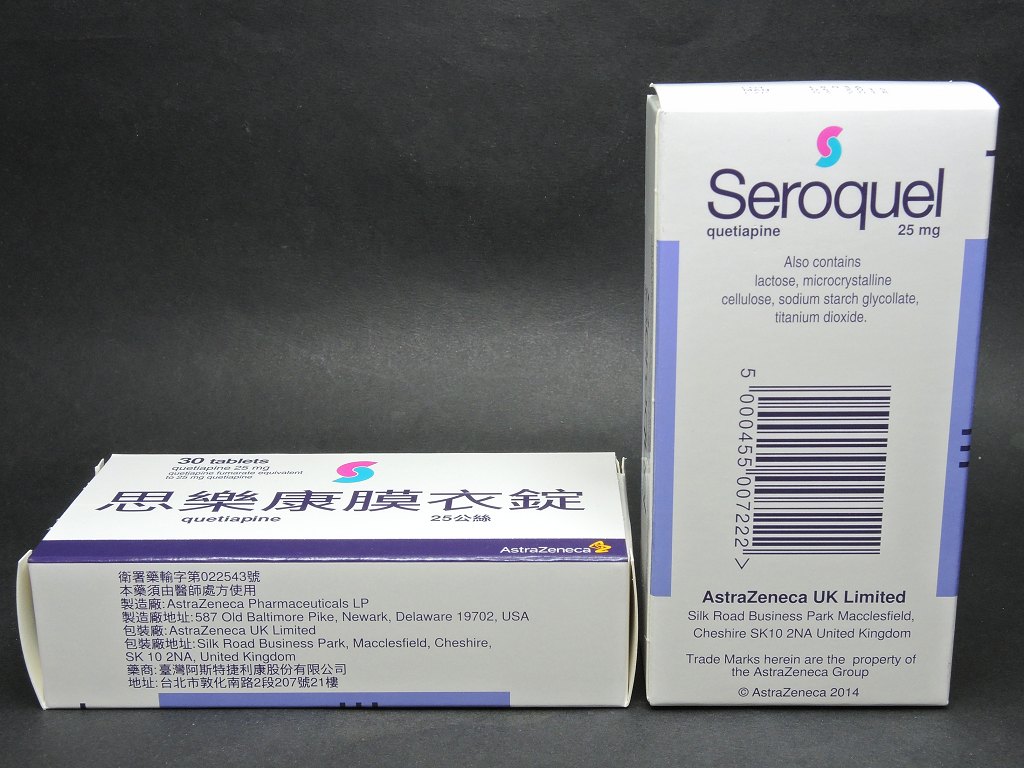 30 tablets
quetiapine 25 mg
quetiapine fumarate equivalent
to 25 mg quetiapine
思樂康膜衣錠
quetiapine 25公絲
AstraZeneca
衛署藥輸字第022543號
本藥須由醫師處方使用
製造廠:AstraZeneca Pharmaceuticals LP
製造廠地址:587 Old Baltimore Pike, Newark, Delaware 19702, USA
包裝廠:AstraZeneca UK Limited
包裝廠地址:Silk Road Business Park, Macclesfield, Cheshire,
SK 10 2NA, United Kingdom
藥商:臺灣阿斯特捷利康股份有限公司
地址:台北市敦化南路2段207號21樓
Seroquel
quetiapine 25 mg
Also contains
lactose, microcrystalline
cellulose, sodium starch glycollate,
titanium dioxide.
5 000455 007222 >
AstraZeneca UK Limited
Silk Road Business Park Macclesfield,
Cheshire SK10 2NA United Kingdom
Trade Marks herein are the property of
the AstraZeneca Group
© AstraZeneca 2014